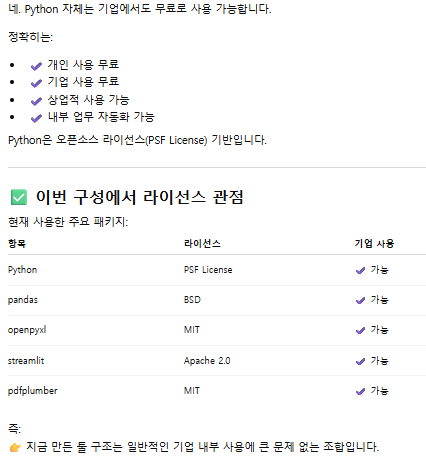 네. Python 자체는 기업에서도 무료로 사용 가능합니다.
정확히는:
• ✔ 개인 사용 무료
• ✔ 기업 사용 무료
• ✔ 상업적 사용 가능
• ✔ 내부 업무 자동화 가능
Python은 오픈소스 라이선스(PSF License) 기반입니다.
✅ 이번 구성에서 라이선스 관점
현재 사용한 주요 패키지:
항목 라이선스 기업 사용
Python PSF License ✔ 가능
pandas BSD ✔ 가능
openpyxl MIT ✔ 가능
streamlit Apache 2.0 ✔ 가능
pdfplumber MIT ✔ 가능
즉:
👉 지금 만든 툴 구조는 일반적인 기업 내부 사용에 큰 문제 없는 조합입니다.